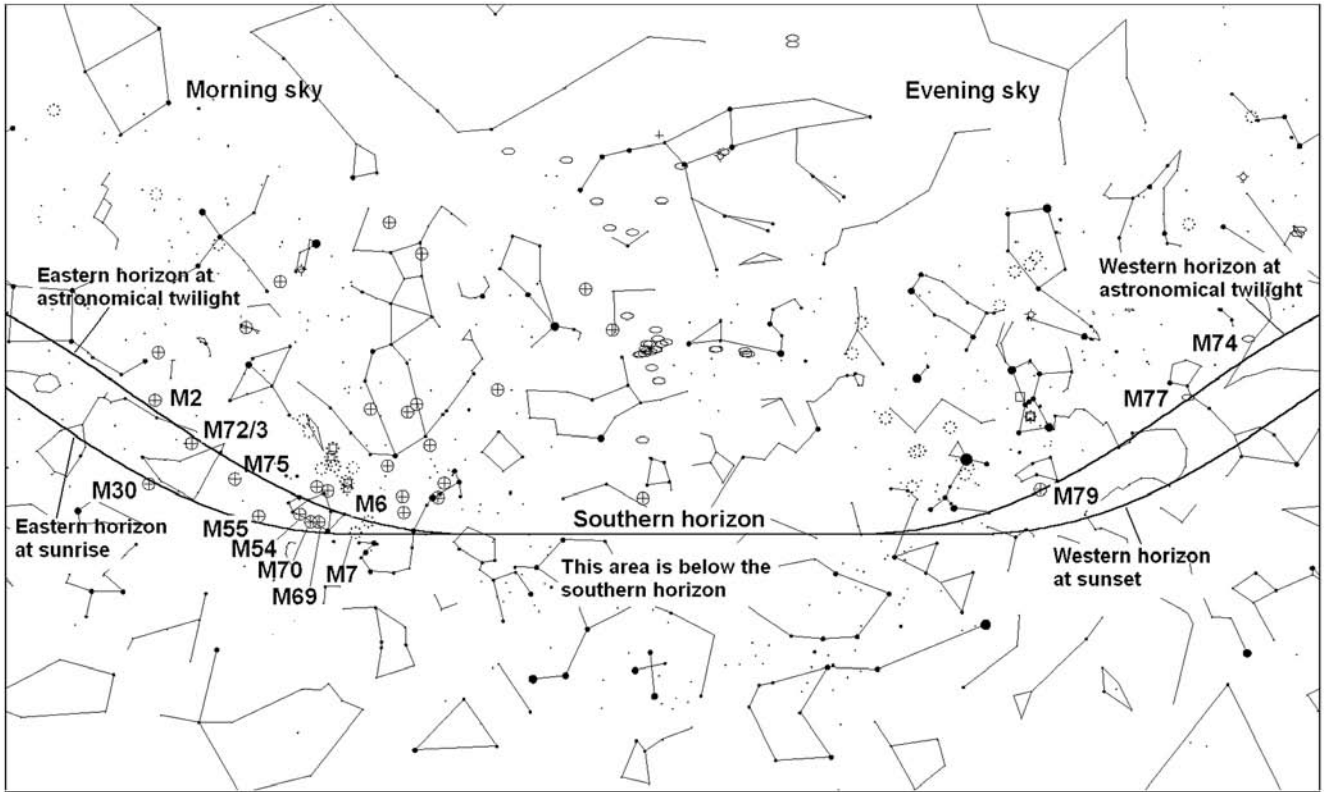 Morning sky
Evening sky
Eastern horizon at
astronomical twilight
Western horizon at
astronomical twilight
M74
M77
M2
M72/3
M75
M30
M6
M79
Southern horizon
Eastern horizon
at sunrise
M55
M54
M70
M7
M69
This area is below the
southern horizon
Western horizon
at sunset